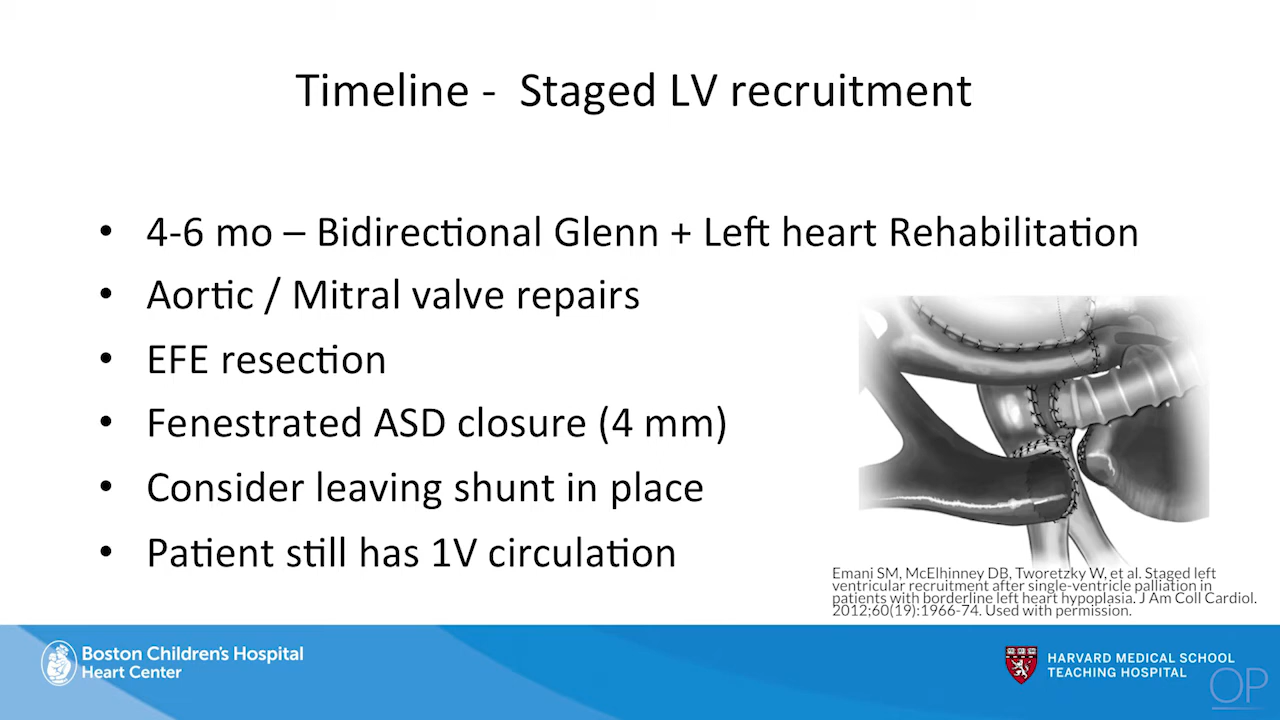 Timeline - Staged LV recruitment
• 4-6 mo – Bidirectional Glenn + Left heart Rehabilitation
• Aortic / Mitral valve repairs
• EFE resection
• Fenestrated ASD closure (4 mm)
• Consider leaving shunt in place
• Patient still has 1V circulation
Emani SM, McElhinney DB, Tworetzky W, et al. Staged left
ventricular recruitment after single-ventricle palliation in
patients with borderline left heart hypoplasia. J Am Coll Cardiol.
2012;60(19):1966-74. Used with permission.
Boston Children's Hospital
Heart Center
HARVARD MEDICAL SCHOOL
TEACHING HOSPITAL
OP